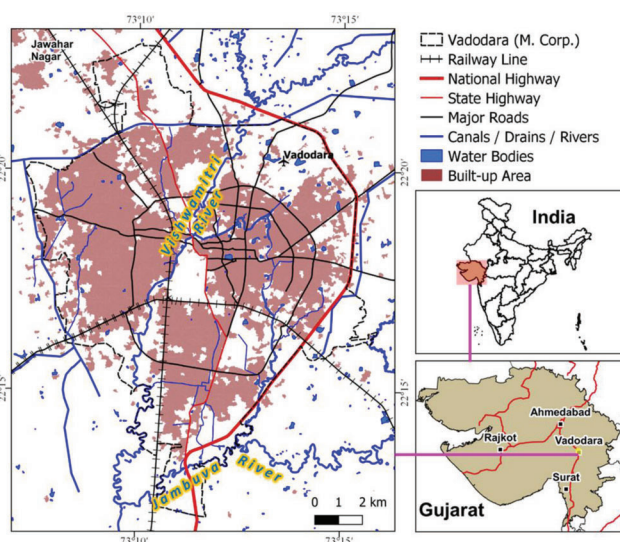 73°10'
73°15'
Jawahar
Nagar
22°20'
22°20'
Vadodara
Vishwamitri
River
22°15'
22°15'
Jambuva River
0 1 2 km
73°10'
73°15'
Vadodara (M. Corp.)
Railway Line
National Highway
State Highway
Major Roads
Canals / Drains / Rivers
Water Bodies
Built-up Area
India
Ahmedabad
Rajkot
Vadodara
Surat
Gujarat